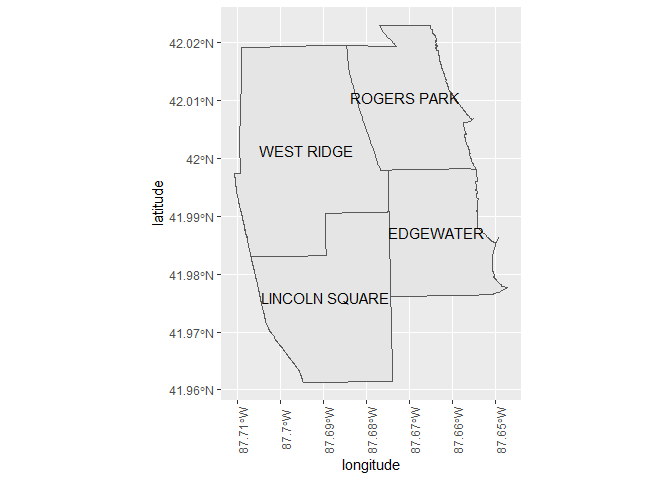 42.02°N
42.01°N
42°N
41.99°N
41.98°N
41.97°N
41.96°N
latitude
ROGERS PARK
WEST RIDGE
EDGEWATER
LINCOLN SQUARE
87.71°W
87.7°W
87.69°W
87.68°W
87.67°W
87.66°W
87.65°W
longitude